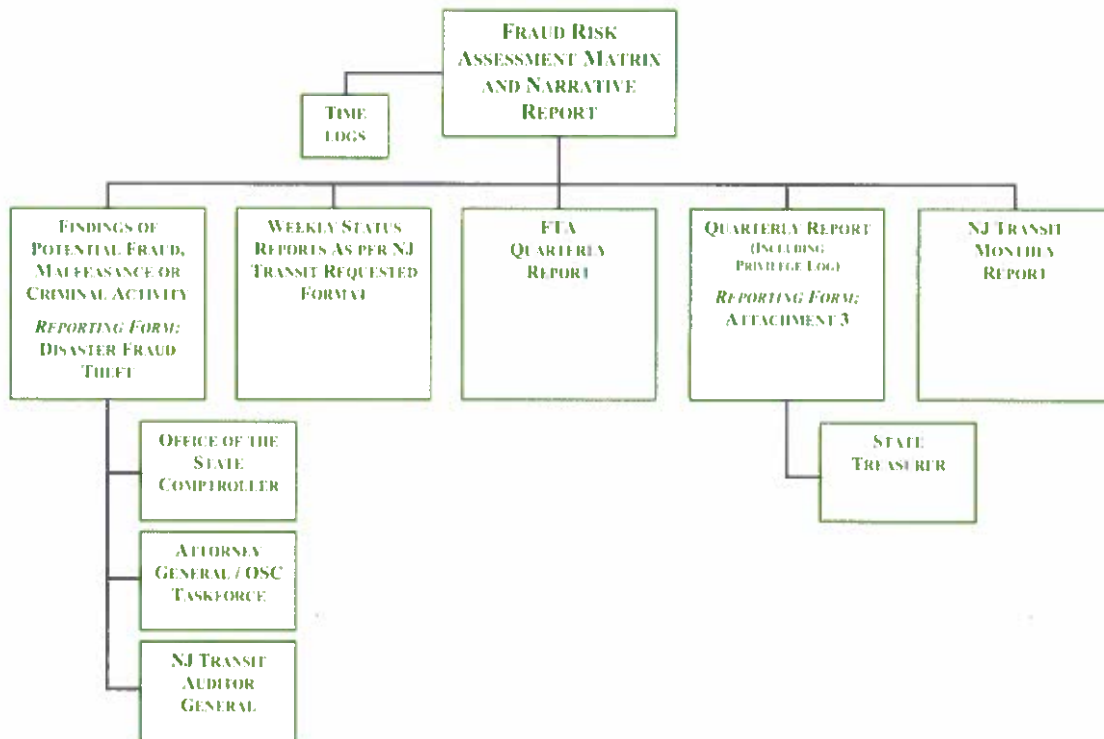 FRAUD RISK
ASSESSMENT MATRIX
AND NARRATIVE
REPORT
TIME
LOGS
FINDINGS OF
POTENTIAL FRAUD,
MALFEASANCE OR
CRIMINAL ACTIVITY
REPORTING FORM:
DISASTER FRAUD
THEFT
WEEKLY STATUS
REPORTS AS PER NJ
TRANSIT REQUESTED
FORMAT
FTA
QUARTERLY
REPORT
QUARTERLY REPORT
(INCLUDING
PRIVILEGE LOG)
REPORTING FORM:
ATTACHMENT 3
NJ TRANSIT
MONTHLY
REPORT
OFFICE OF THE
STATE
COMPTROLLER
STATE
TREASURER
ATTORNEY
GENERAL / OSC
TASKFORCE
NJ TRANSIT
AUDITOR
GENERAL